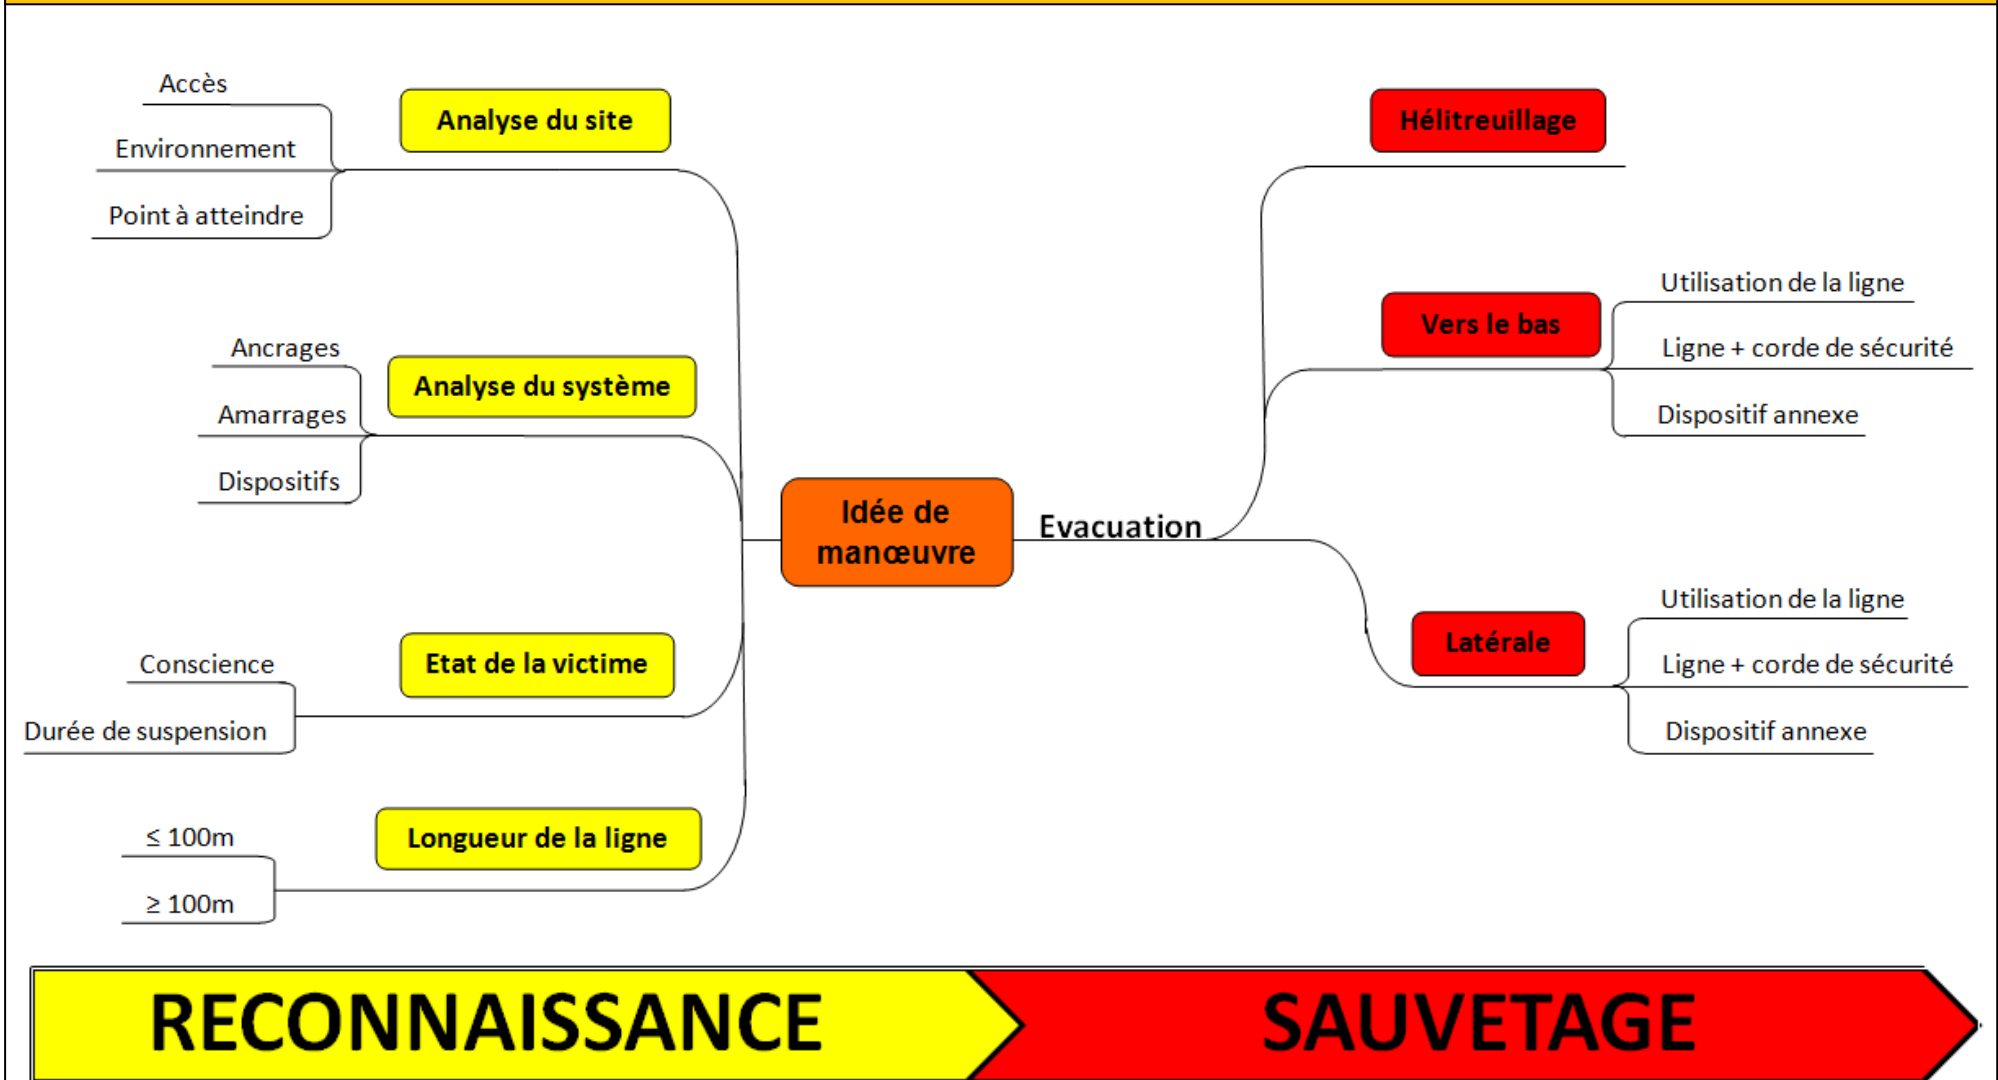 Accès
Environnement
Point à atteindre
Analyse du site
Ancrages
Amarrages
Dispositifs
Analyse du système
Conscience
Durée de suspension
Etat de la victime
≤ 100m
≥ 100m
Longueur de la ligne
Idée de
manœuvre
Evacuation
Hélitreuillage
Vers le bas
Utilisation de la ligne
Ligne + corde de sécurité
Dispositif annexe
Latérale
Utilisation de la ligne
Ligne + corde de sécurité
Dispositif annexe
RECONNAISSANCE
SAUVETAGE